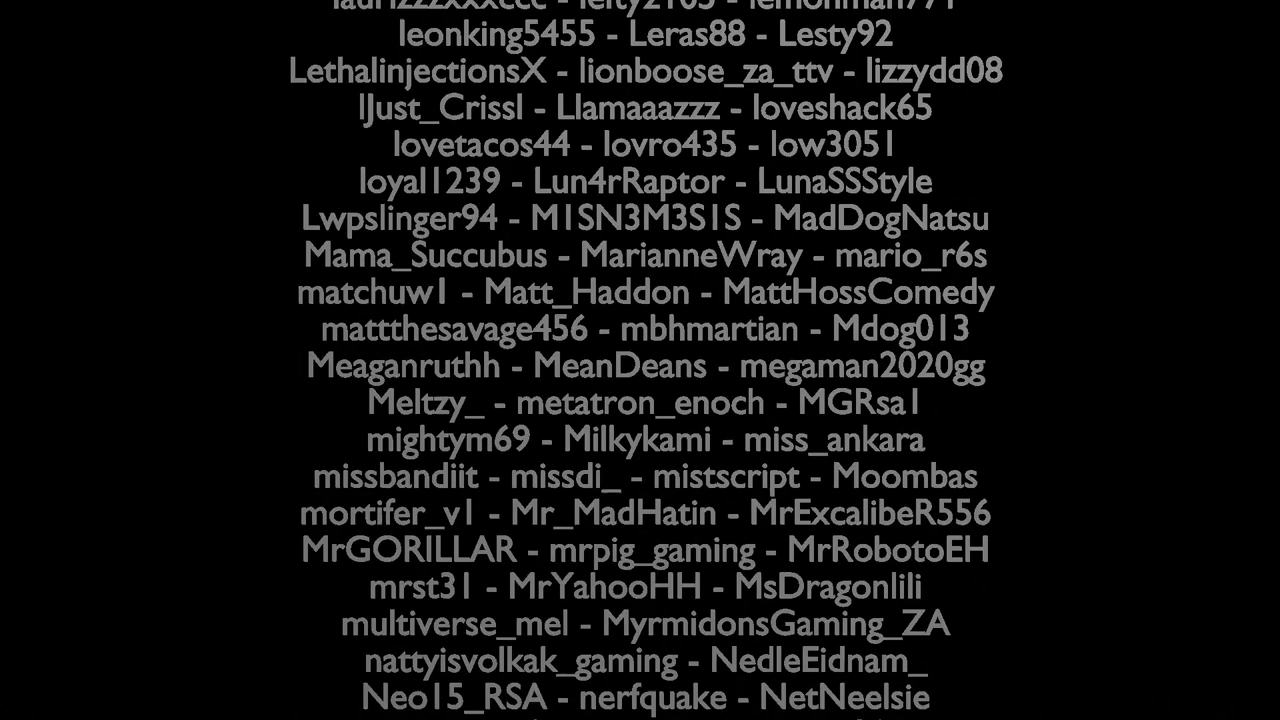 leonking5455 - Leras88 - Lesty92
LethalinjectionsX - lionboose_za_ttv - lizzydd08
lJust_Crissl - Llamaaazzz - loveshack65
lovetacos44 - lovro435 - low3051
loyal1239 - Lun4rRaptor - LunaSSStyle
Lwpslinger94 - M1SN3M3S1S - MadDogNatsu
Mama_Succubus - MarianneWray - mario_r6s
matchuw1 - Matt_Haddon - MattHossComedy
mattthesavage456 - mbhmartian - Mdog013
Meaganruthh - MeanDeans - megaman2020gg
Meltzy_ - metatron_enoch - MGRsa1
mightym69 - Milkykami - miss_ankara
missbandiit - missdi_ - mistscript - Moombas
mortifer_v1 - Mr_MadHatin - MrExcalibeR556
MrGORILLAR - mrpig_gaming - MrRobotoEH
mrst31 - MrYahooHH - MsDragonlili
multiverse_mel - MyrmidonsGaming_ZA
nattyisvolkak_gaming - NedleEidnam_
Neo15_RSA - nerfquake - NetNeelsie